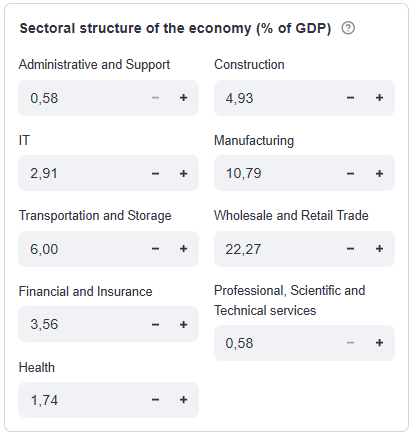 Sectoral structure of the economy (% of GDP) ?
Administrative and Support
0,58 − +
Construction
4,93 − +
IT
2,91 − +
Manufacturing
10,79 − +
Transportation and Storage
6,00 − +
Wholesale and Retail Trade
22,27 − +
Financial and Insurance
3,56 − +
Professional, Scientific and
Technical services
0,58 − +
Health
1,74 − +